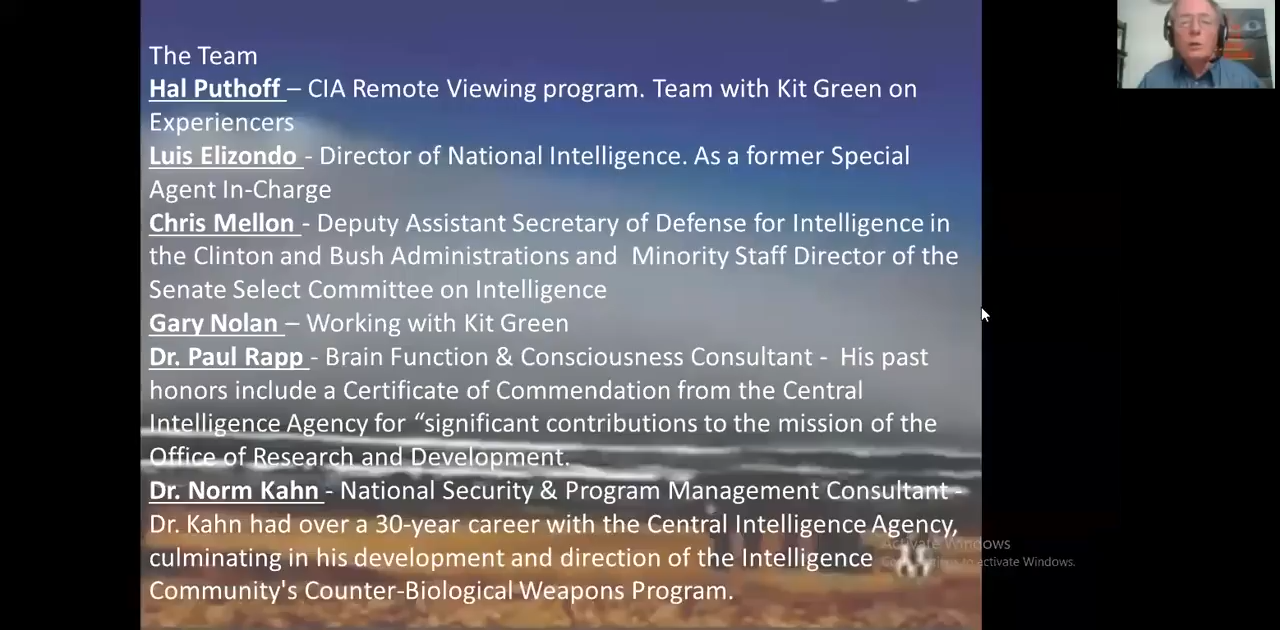 The Team
Hal Puthoff – CIA Remote Viewing program. Team with Kit Green on
Experiencers
Luis Elizondo - Director of National Intelligence. As a former Special
Agent In-Charge
Chris Mellon - Deputy Assistant Secretary of Defense for Intelligence in
the Clinton and Bush Administrations and  Minority Staff Director of the
Senate Select Committee on Intelligence
Gary Nolan – Working with Kit Green
Dr. Paul Rapp - Brain Function & Consciousness Consultant -  His past
honors include a Certificate of Commendation from the Central
Intelligence Agency for “significant contributions to the mission of the
Office of Research and Development.
Dr. Norm Kahn - National Security & Program Management Consultant -
Dr. Kahn had over a 30-year career with the Central Intelligence Agency,
culminating in his development and direction of the Intelligence
Community's Counter-Biological Weapons Program.
Activate Windows
to activate Windows.